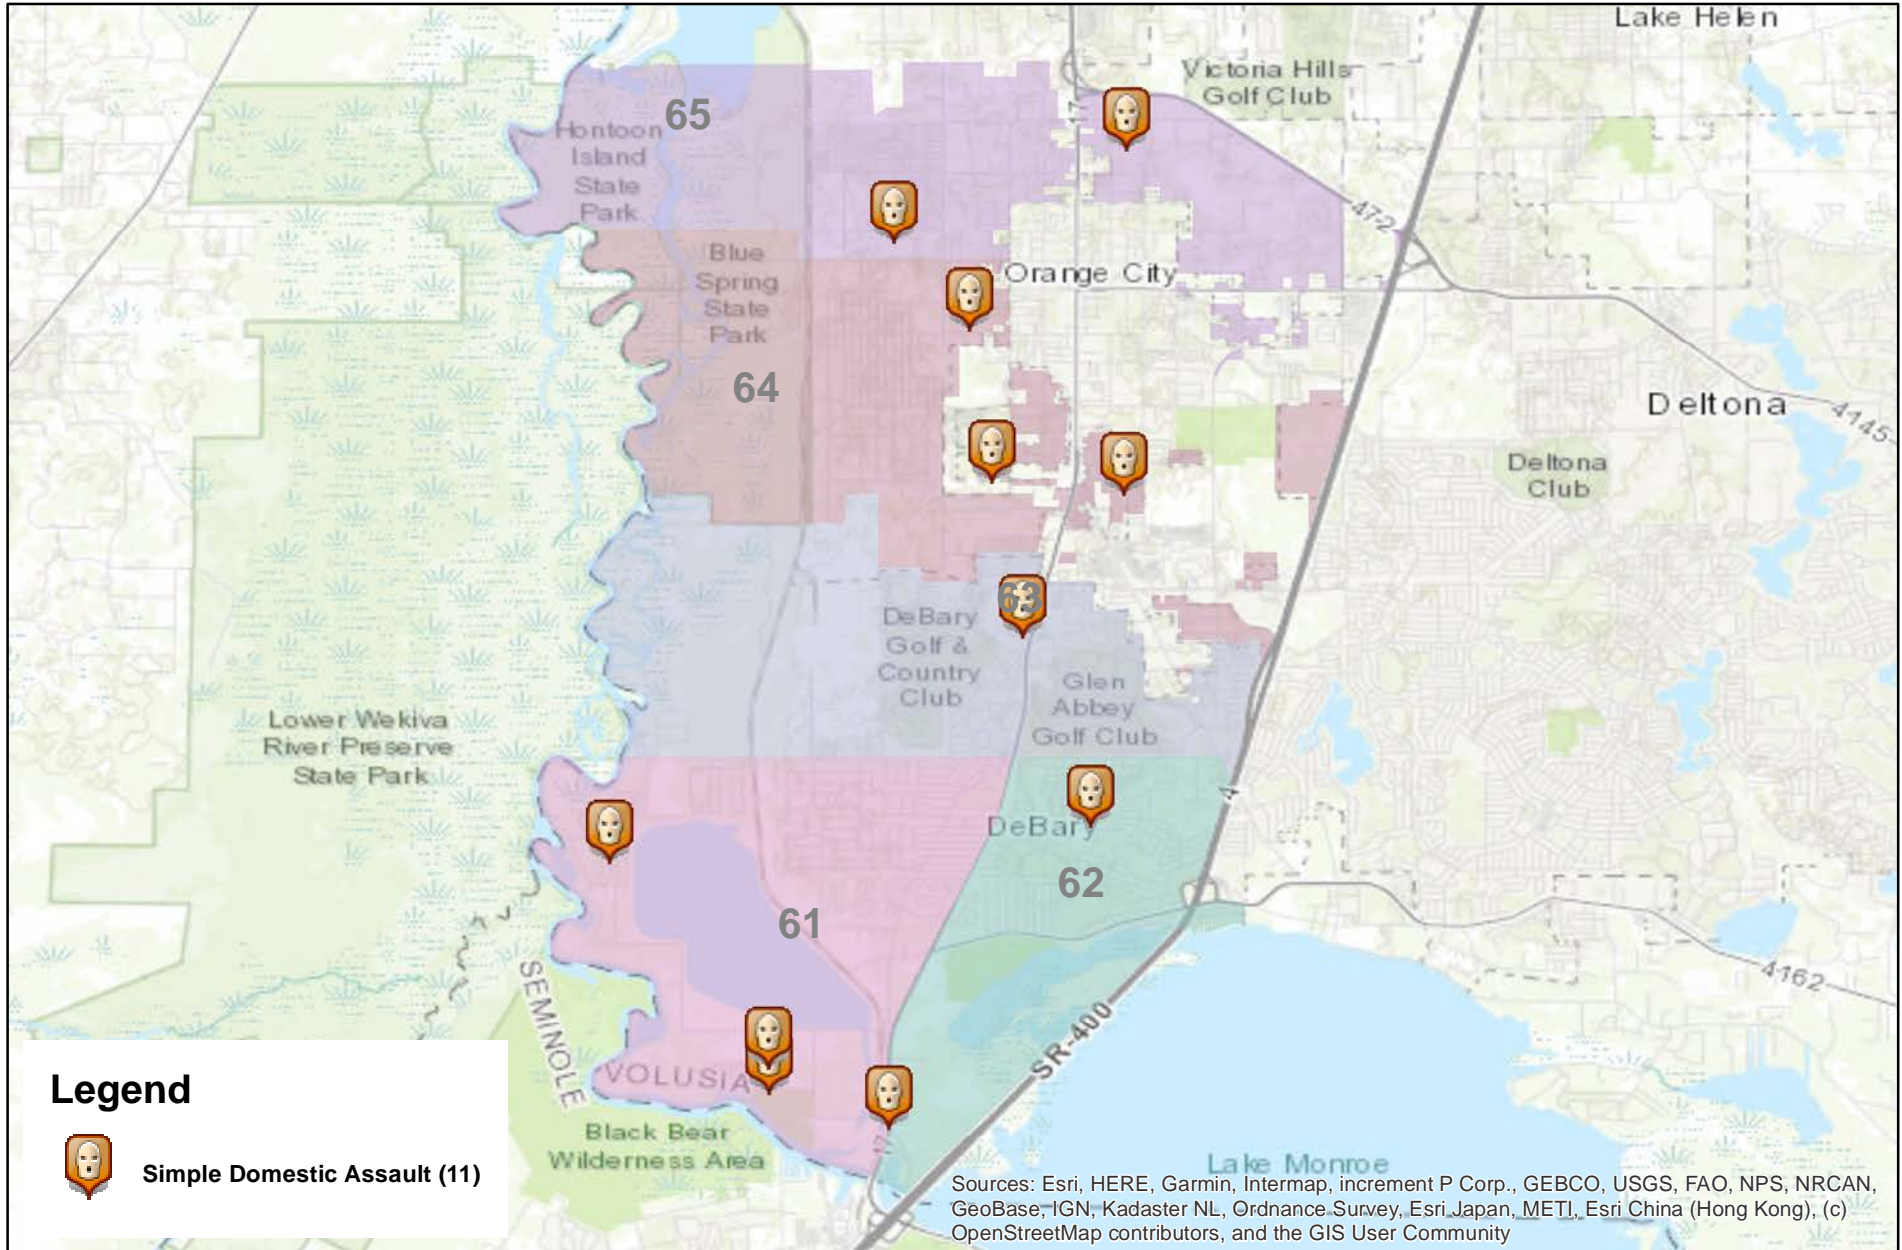 Lake Helen
Victoria Hills
Golf Club
17
65
Hontoon
Island
State
Park
472
Blue
Spring
State
Park
Orange City
64
Deltona
4145
Deltona
Club
63
DeBary
Golf &
Country
Club
Glen
Abbey
Golf Club
Lower Wekiva
River Preserve
State Park
4
DeBary
62
61
4162
SEMINOLE
VOLUSIA
SR-400
Black Bear
Wilderness Area
17
Lake Monroe
Legend
Simple Domestic Assault (11)
Sources: Esri, HERE, Garmin, Intermap, increment P Corp., GEBCO, USGS, FAO, NPS, NRCAN,
GeoBase, IGN, Kadaster NL, Ordnance Survey, Esri Japan, METI, Esri China (Hong Kong), (c)
OpenStreetMap contributors, and the GIS User Community